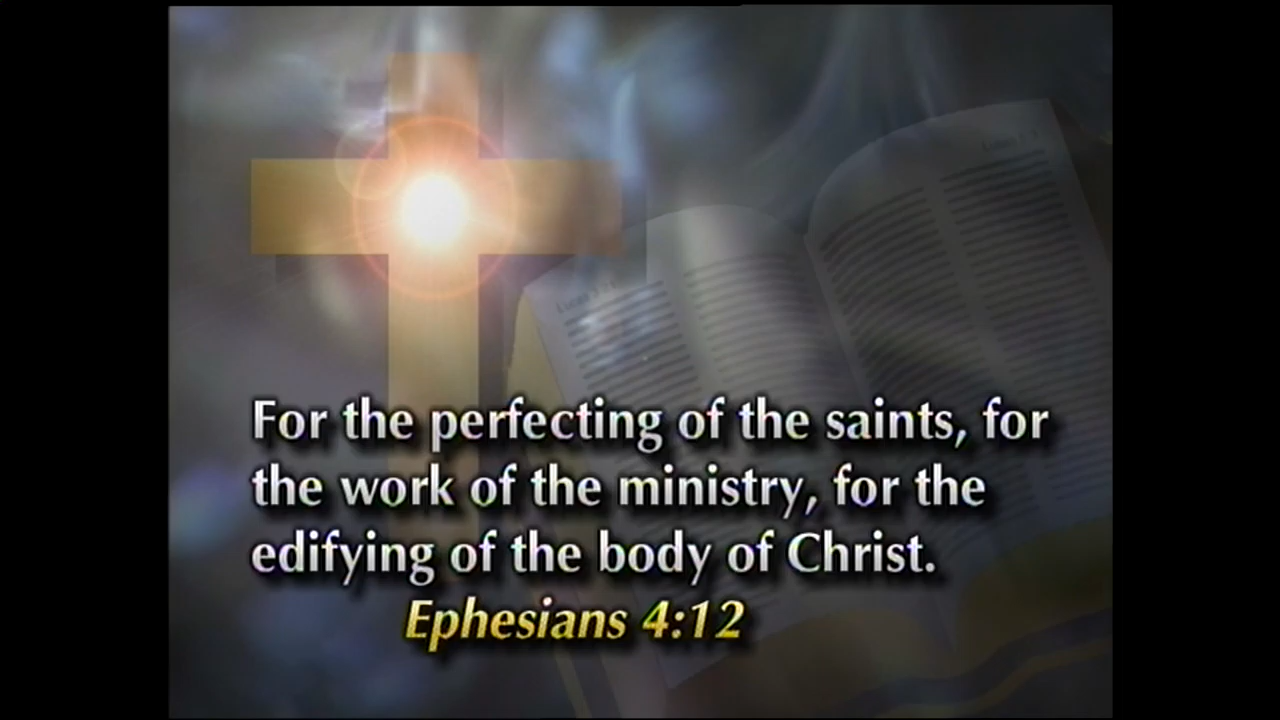 For the perfecting of the saints, for
the work of the ministry, for the
edifying of the body of Christ.
Ephesians 4:12